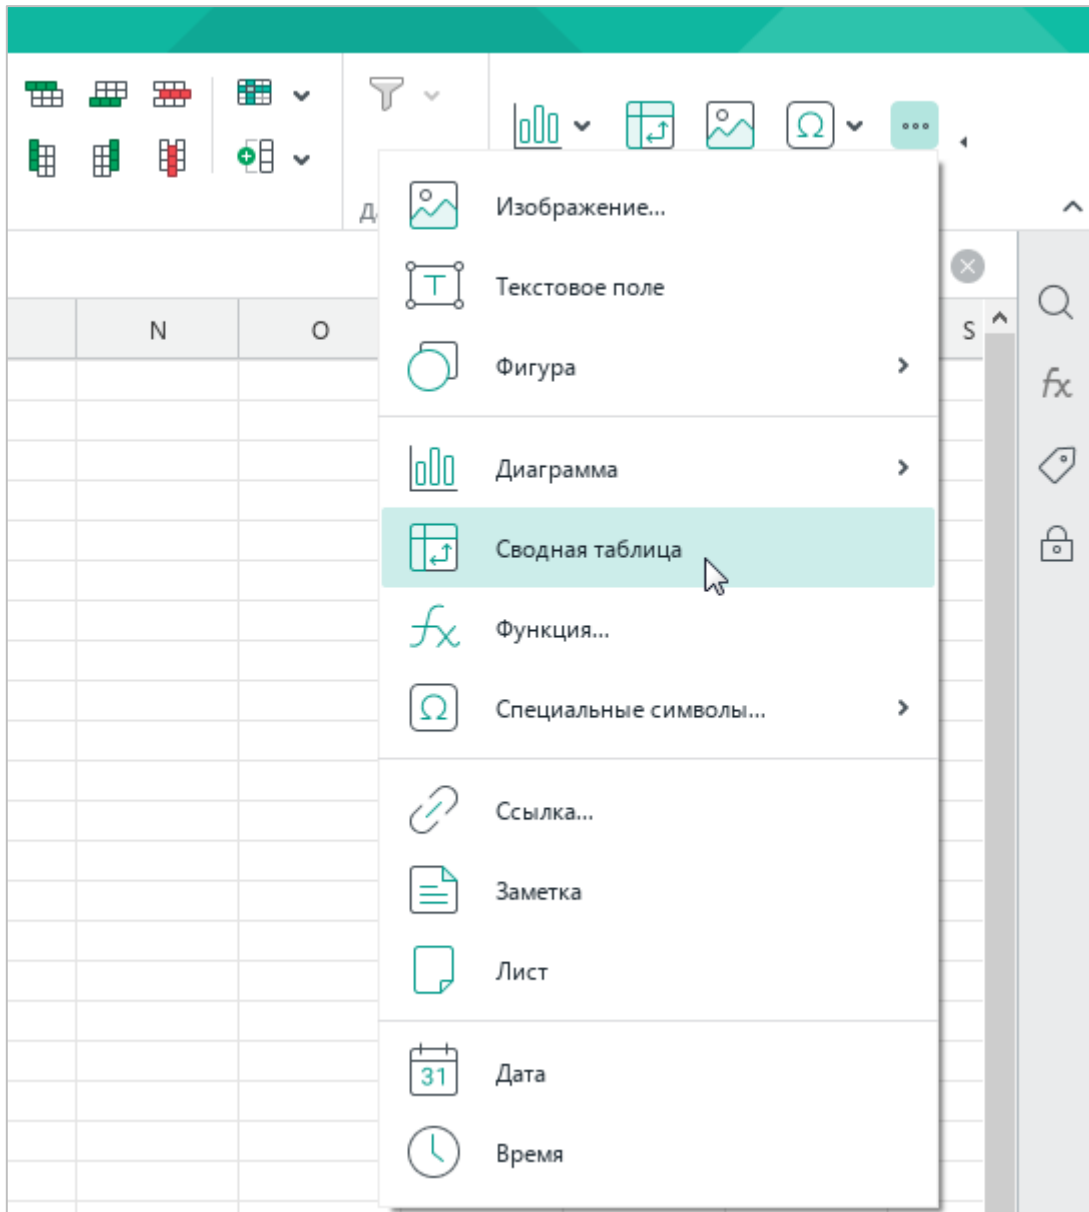 Изображение...
Текстовое поле
N
O
S
Фигура
Диаграмма
Сводная таблица
Функция...
Специальные символы...
Ссылка...
Заметка
Лист
31
Дата
Время
fx